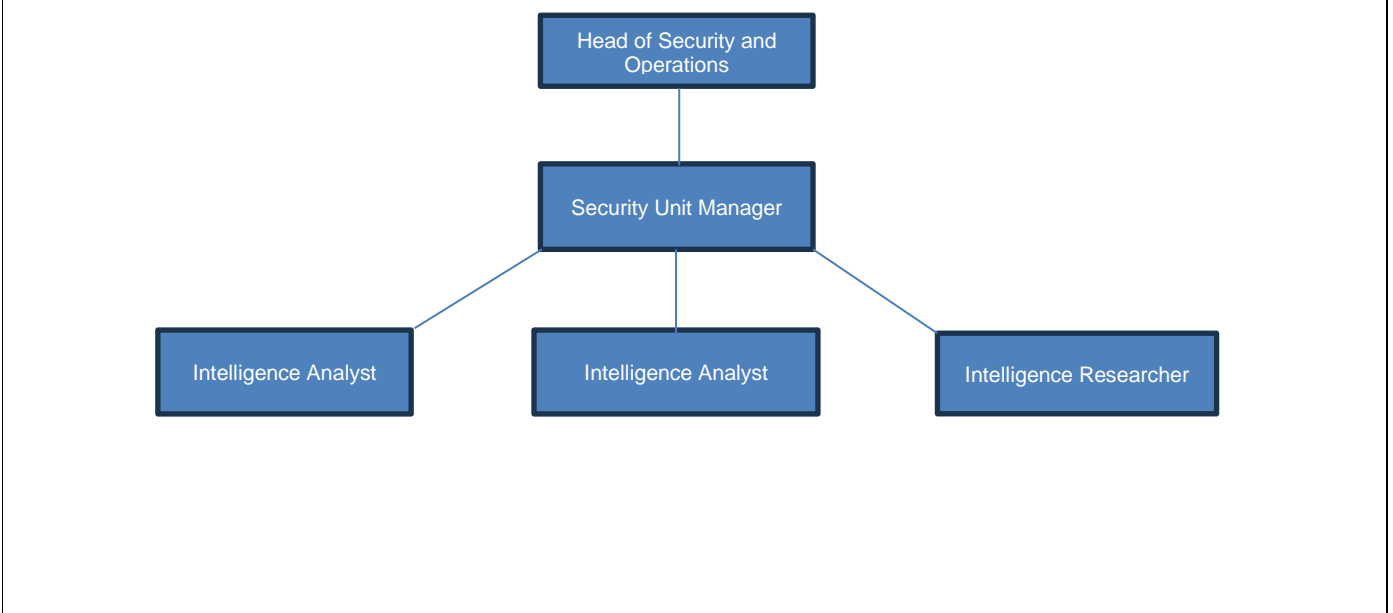 Head of Security and
Operations
Security Unit Manager
Intelligence Analyst
Intelligence Analyst
Intelligence Researcher